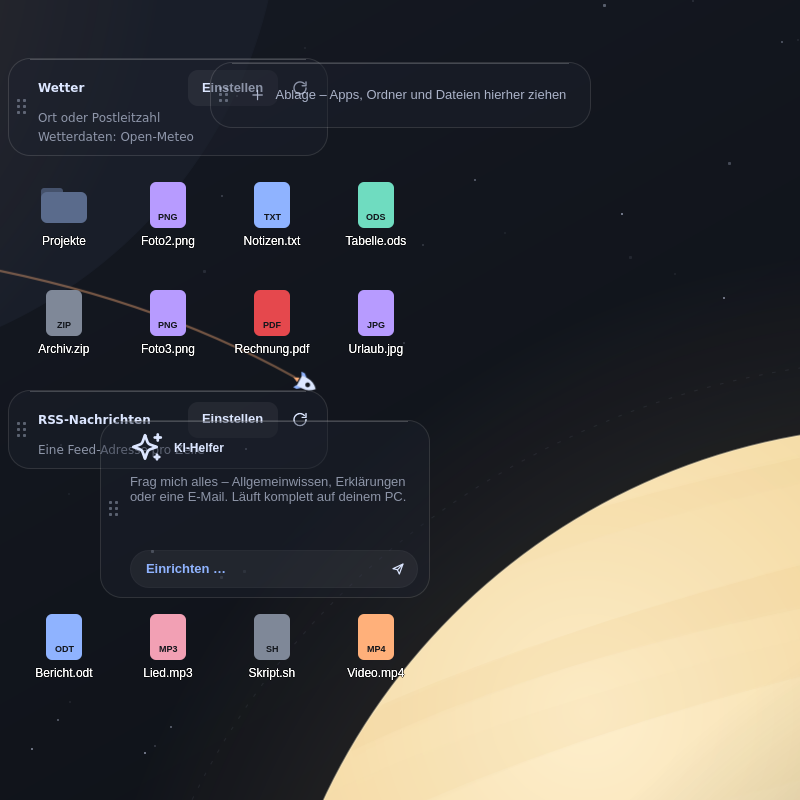 Wetter
Einstellen
Ablage – Apps, Ordner und Dateien hierher ziehen
Ort oder Postleitzahl
Wetterdaten: Open-Meteo
PNG
TXT
ODS
Projekte
Foto2.png
Notizen.txt
Tabelle.ods
ZIP
PNG
PDF
JPG
Archiv.zip
Foto3.png
Rechnung.pdf
Urlaub.jpg
RSS-Nachrichten
Einstellen
Eine Feed-Adresse pro Zeile
KI-Helfer
Frag mich alles – Allgemeinwissen, Erklärungen
oder eine E-Mail. Läuft komplett auf deinem PC.
Einrichten …
ODT
MP3
SH
MP4
Bericht.odt
Lied.mp3
Skript.sh
Video.mp4